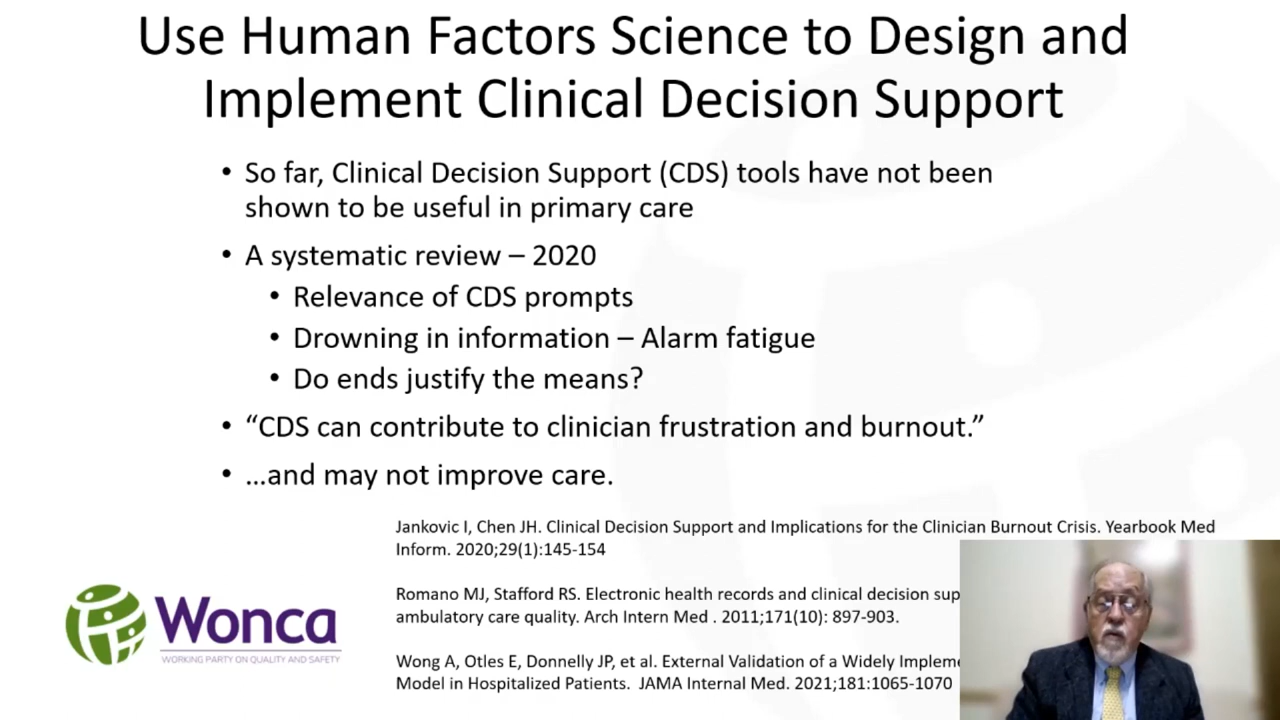 Use Human Factors Science to Design and
Implement Clinical Decision Support
• So far, Clinical Decision Support (CDS) tools have not been
shown to be useful in primary care
• A systematic review – 2020
• Relevance of CDS prompts
• Drowning in information – Alarm fatigue
• Do ends justify the means?
• “CDS can contribute to clinician frustration and burnout.”
• …and may not improve care.
Jankovic I, Chen JH. Clinical Decision Support and Implications for the Clinician Burnout Crisis. Yearbook Med
Inform. 2020;29(1):145-154
Romano MJ, Stafford RS. Electronic health records and clinical decision sup
ambulatory care quality. Arch Intern Med . 2011;171(10): 897-903.
Wong A, Otles E, Donnelly JP, et al. External Validation of a Widely Impleme
Model in Hospitalized Patients. JAMA Internal Med. 2021;181:1065-1070
Wonca
WORKING PARTY ON QUALITY AND SAFETY